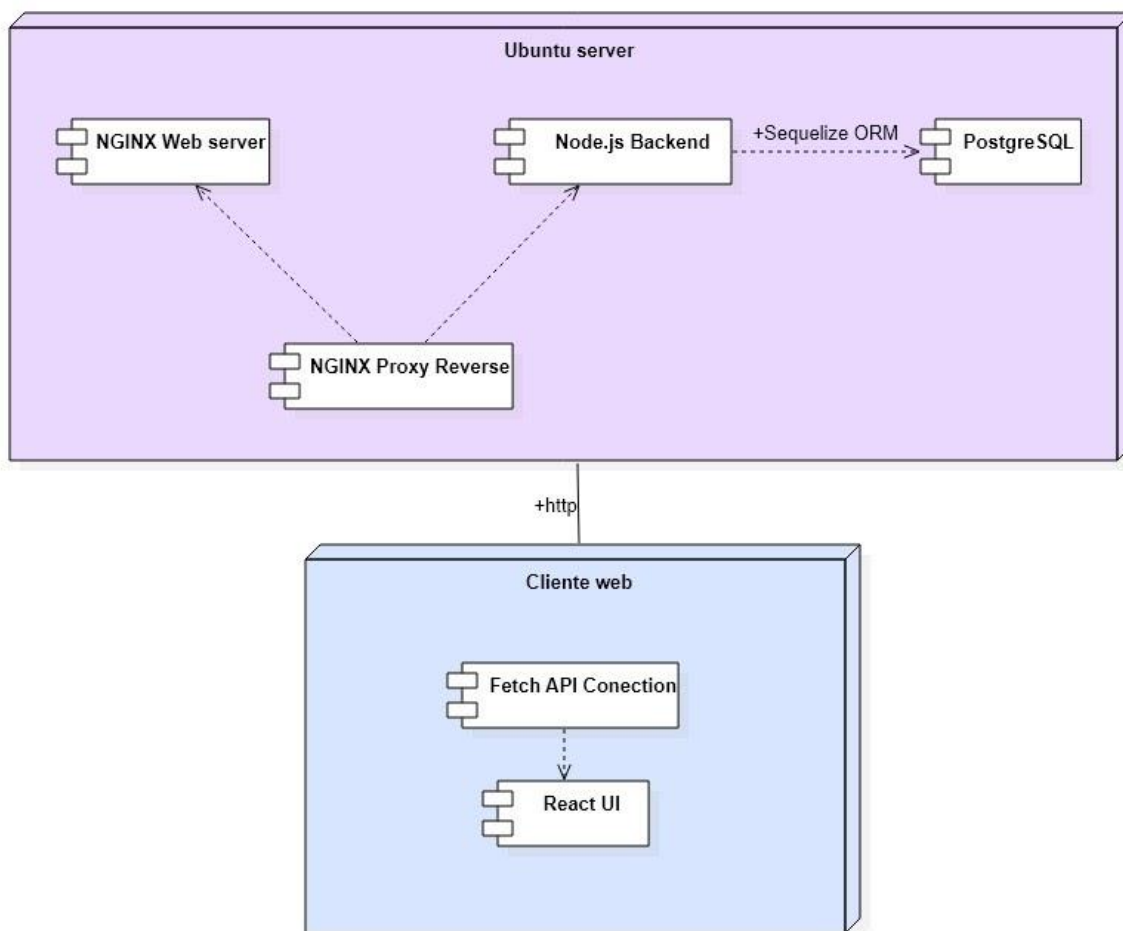 Ubuntu server
NGINX Web server
Node.js Backend
+Sequelize ORM
PostgreSQL
NGINX Proxy Reverse
+http
Cliente web
Fetch API Conection
React UI